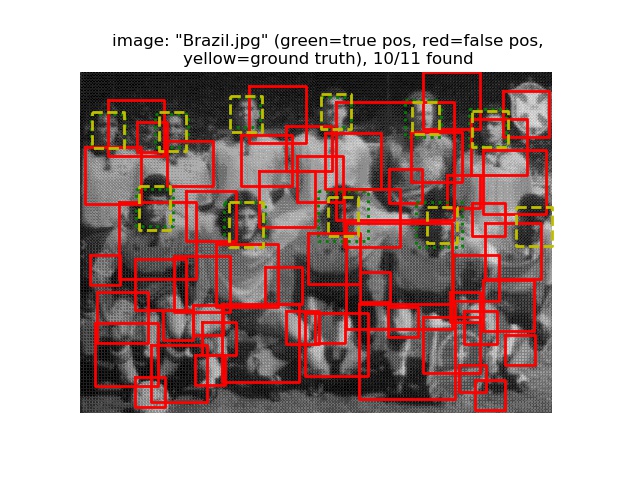 image: "Brazil.jpg" (green=true pos, red=false pos,
yellow=ground truth), 10/11 found